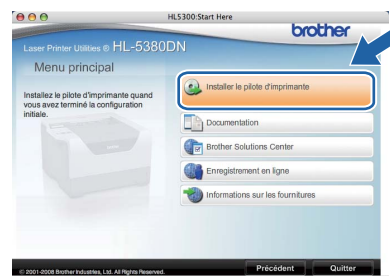 HL5300:Start Here
brother
Laser Printer Utilities ® HL-5380DN
Menu principal
Installez le pilote d'imprimante quand
vous avez terminé la configuration
initiale.
Installer le pilote d'imprimante
Documentation
Brother Solutions Center
Enregistrement en ligne
Informations sur les fournitures
© 2001-2008 Brother Industries, Ltd. All Rights Reserved.
Précédent
Quitter